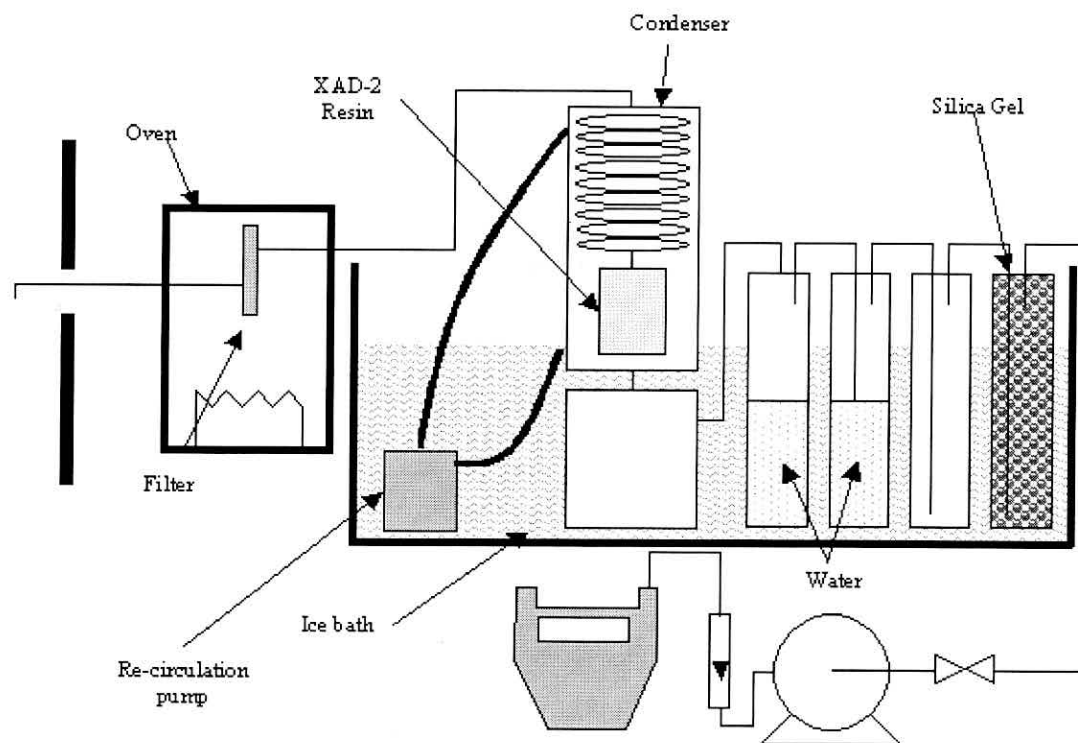 Condenser
XAD-2
Resin
Silica Gel
Oven
Filter
Water
Ice bath
Re-circulation
pump